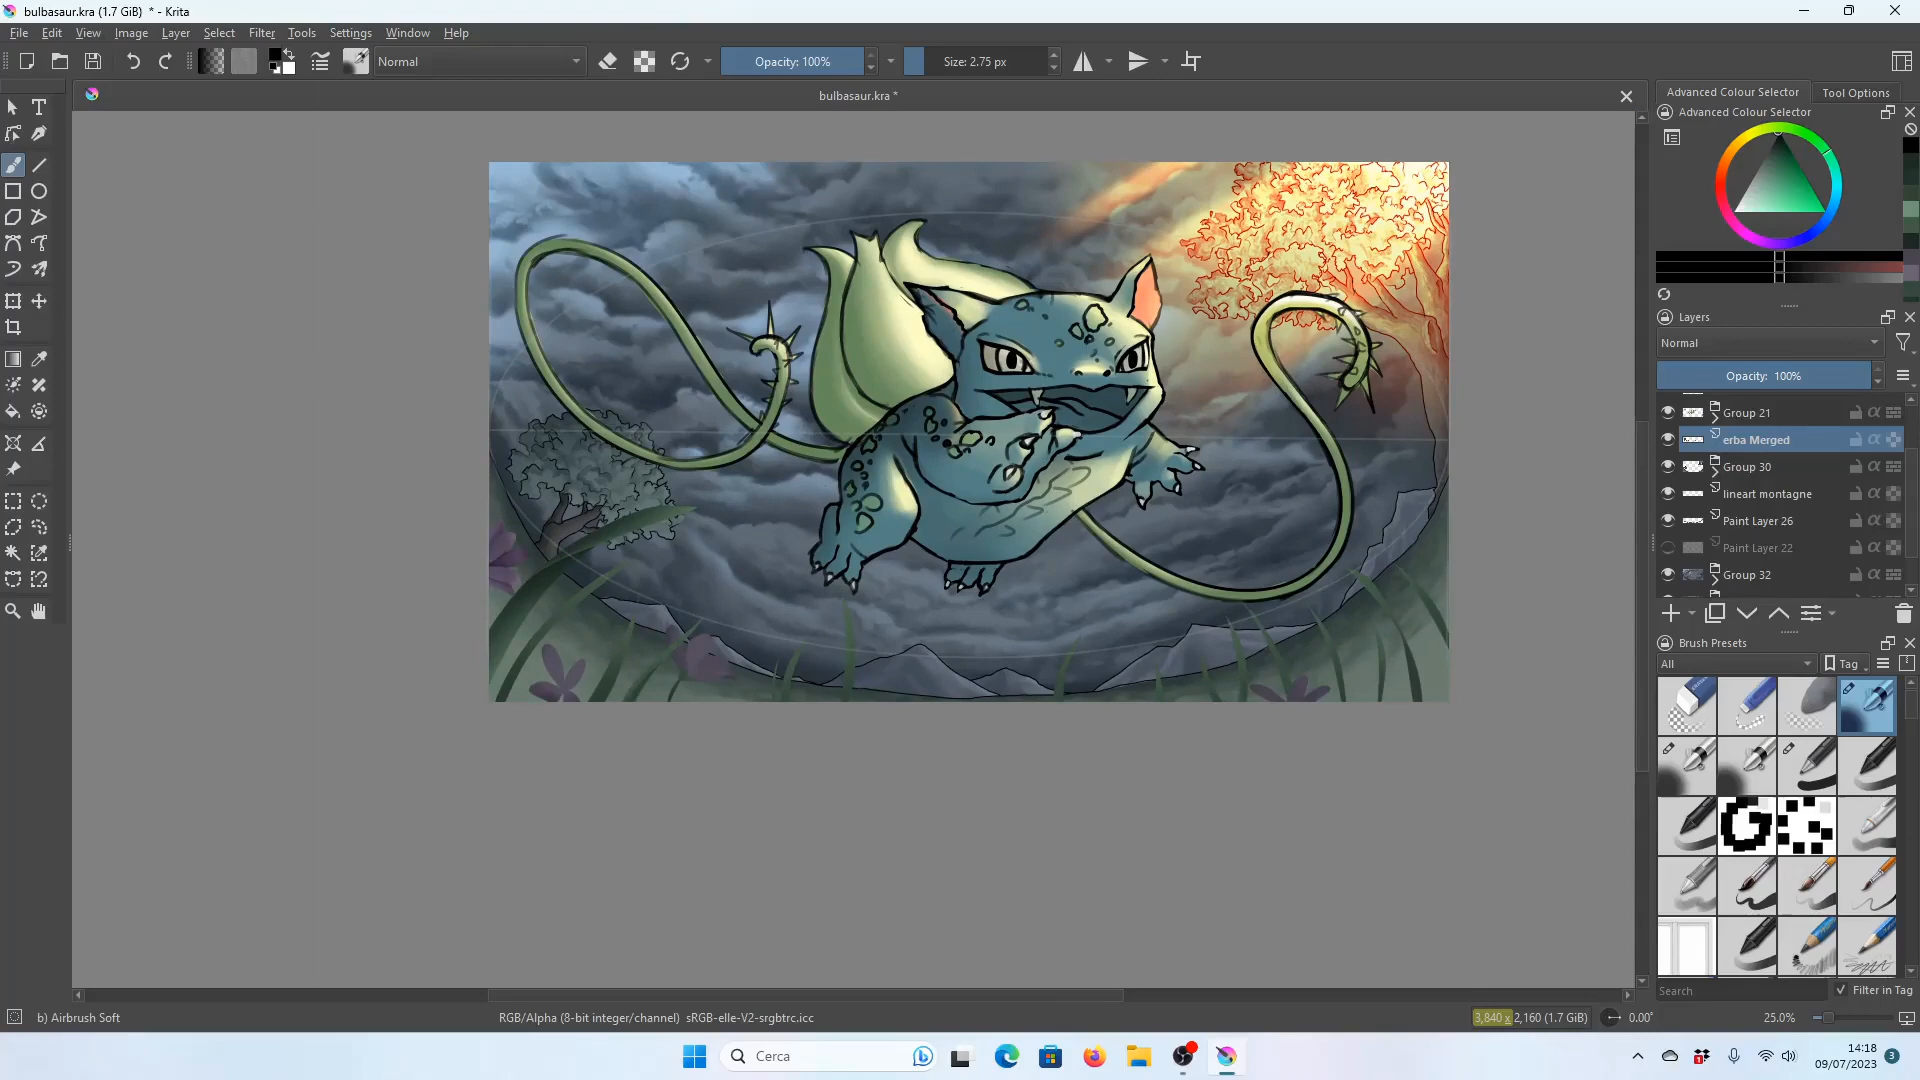 bulbasaur.kra (1.7 GiB) * - Krita
File Edit View Image Layer Select Filter Tools Settings Window Help
Normal
Opacity: 100%
Size: 2.75 px
bulbasaur.kra *
Advanced Colour Selector
Tool Options
Advanced Colour Selector
Layers
Normal
Opacity: 100%
Group 21
erba Merged
Group 30
lineart montagne
Paint Layer 26
Paint Layer 22
Group 32
Brush Presets
All
Tag
Search
Filter in Tag
b) Airbrush Soft
RGB/Alpha (8-bit integer/channel) sRGB-elle-V2-srgbtrc.icc
3,840 x 2,160 (1.7 GiB)
0.00°
25.0%
Cerca
1
14:18
09/07/2023
3